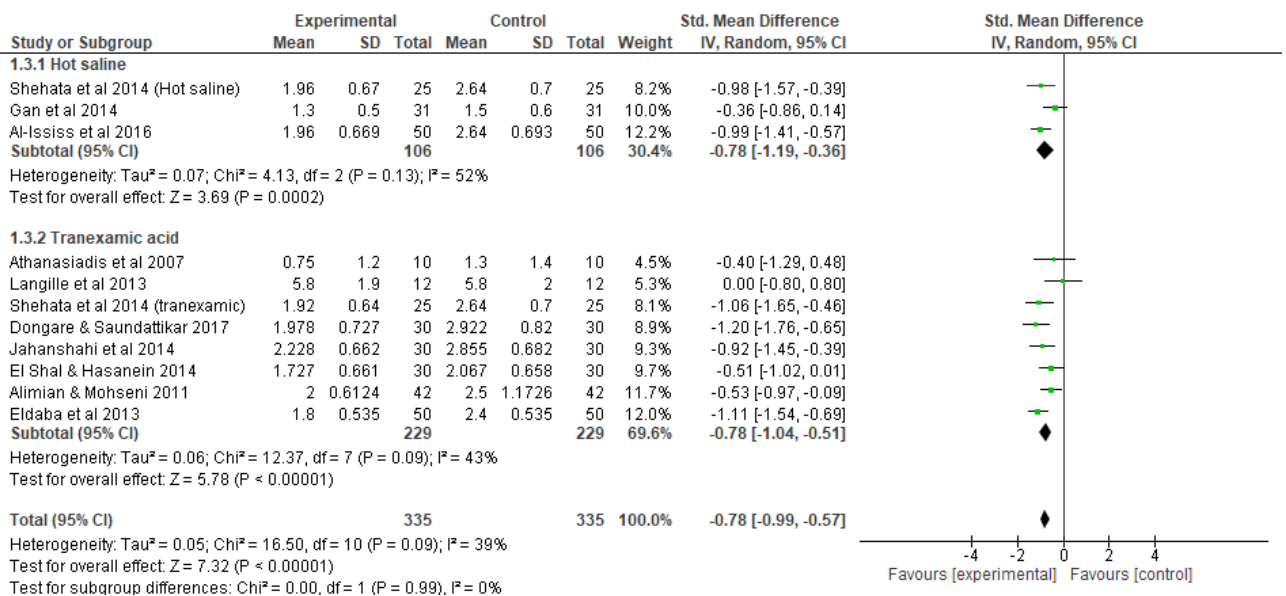 Experimental Control Std. Mean Difference Std. Mean Difference
Study or Subgroup Mean SD Total Mean SD Total Weight IV, Random, 95% CI IV, Random, 95% CI
1.3.1 Hot saline
Shehata et al 2014 (Hot saline) 1.96 0.67 25 2.64 0.7 25 8.2% -0.98 [-1.57, -0.39]
Gan et al 2014 1.3 0.5 31 1.5 0.6 31 10.0% -0.36 [-0.86, 0.14]
Al-Ississ et al 2016 1.96 0.669 50 2.64 0.693 50 12.2% -0.99 [-1.41, -0.57]
Subtotal (95% CI) 106 106 30.4% -0.78 [-1.19, -0.36]
Heterogeneity: Tau² = 0.07; Chi² = 4.13, df = 2 (P = 0.13); I² = 52%
Test for overall effect: Z = 3.69 (P = 0.0002)
1.3.2 Tranexamic acid
Athanasiadis et al 2007 0.75 1.2 10 1.3 1.4 10 4.5% -0.40 [-1.29, 0.48]
Langille et al 2013 5.8 1.9 12 5.8 2 12 5.3% 0.00 [-0.80, 0.80]
Shehata et al 2014 (tranexamic) 1.92 0.64 25 2.64 0.7 25 8.1% -1.06 [-1.65, -0.46]
Dongare & Saundattikar 2017 1.978 0.727 30 2.922 0.82 30 8.9% -1.20 [-1.76, -0.65]
Jahanshahi et al 2014 2.228 0.662 30 2.855 0.682 30 9.3% -0.92 [-1.45, -0.39]
El Shal & Hasanein 2014 1.727 0.661 30 2.067 0.658 30 9.7% -0.51 [-1.02, 0.01]
Alimian & Mohseni 2011 2 0.6124 42 2.5 1.1726 42 11.7% -0.53 [-0.97, -0.09]
Eldaba et al 2013 1.8 0.535 50 2.4 0.535 50 12.0% -1.11 [-1.54, -0.69]
Subtotal (95% CI) 229 229 69.6% -0.78 [-1.04, -0.51]
Heterogeneity: Tau² = 0.06; Chi² = 12.37, df = 7 (P = 0.09); I² = 43%
Test for overall effect: Z = 5.78 (P < 0.00001)
Total (95% CI) 335 335 100.0% -0.78 [-0.99, -0.57]
Heterogeneity: Tau² = 0.05; Chi² = 16.50, df = 10 (P = 0.09); I² = 39%
Test for overall effect: Z = 7.32 (P < 0.00001)
Test for subgroup differences: Chi² = 0.00, df = 1 (P = 0.99), I² = 0%
-4 -2 0 2 4
Favours [experimental] Favours [control]